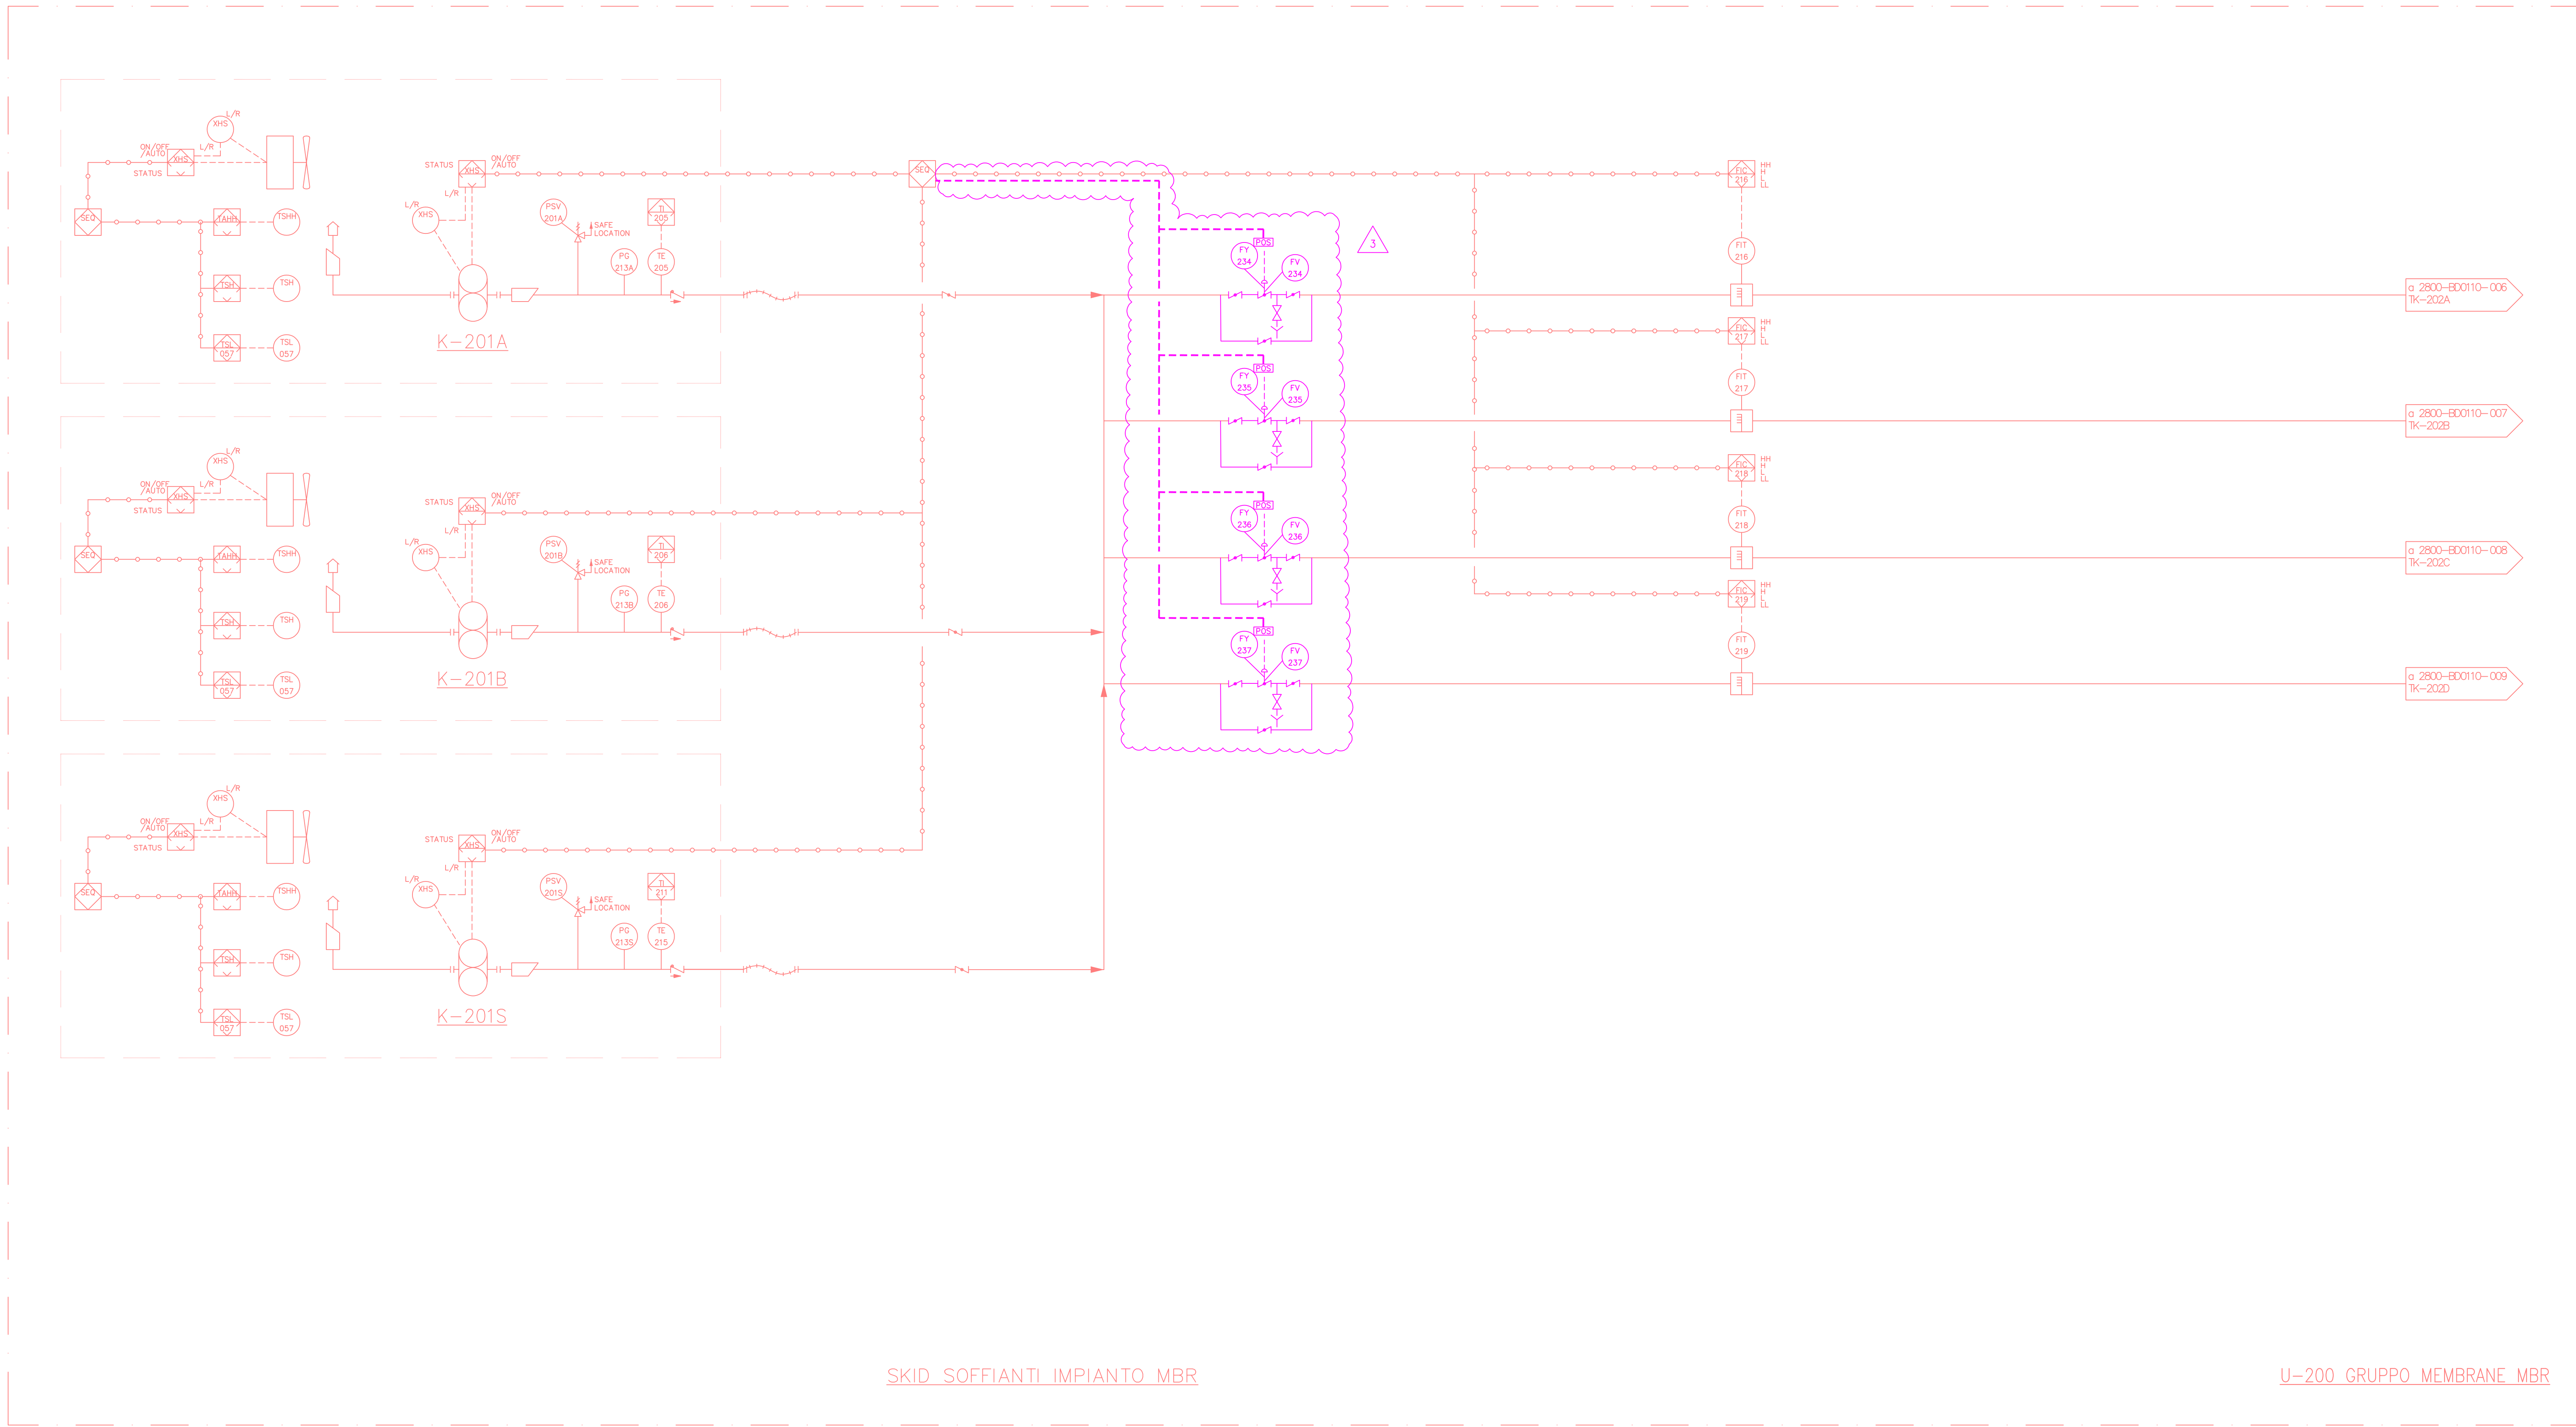 L/R
XHS
ON/OFF
/AUTO
L/R
XHS
STATUS
SEQ
TAHH
TSHH
TSH
TSH
TSL
057
TSL
057
STATUS
XHS
ON/OFF
/AUTO
L/R
L/R
XHS
PSV
201A
SAFE
LOCATION
TI
205
PG
213A
TE
205
K-201A
L/R
XHS
ON/OFF
/AUTO
L/R
XHS
STATUS
SEQ
TAHH
TSHH
TSH
TSH
TSL
057
TSL
057
STATUS
XHS
ON/OFF
/AUTO
L/R
L/R
XHS
PSV
201B
SAFE
LOCATION
TI
206
PG
213B
TE
206
K-201B
L/R
XHS
ON/OFF
/AUTO
L/R
XHS
STATUS
SEQ
TAHH
TSHH
TSH
TSH
TSL
057
TSL
057
STATUS
XHS
ON/OFF
/AUTO
L/R
L/R
XHS
PSV
201S
SAFE
LOCATION
TI
211
PG
213S
TE
215
K-201S
SEQ
POS
FY
234
FV
234
3
POS
FY
235
FV
235
POS
FY
236
FV
236
POS
FY
237
FV
237
FIC
216
HH
H
L
LL
FIT
216
FIC
217
HH
H
L
LL
FIT
217
FIC
218
HH
H
L
LL
FIT
218
FIC
219
HH
H
L
LL
FIT
219
a 2800-BD0110-006
TK-202A
a 2800-BD0110-007
TK-202B
a 2800-BD0110-008
TK-202C
a 2800-BD0110-009
TK-202D
SKID SOFFIANTI IMPIANTO MBR
U-200 GRUPPO MEMBRANE MBR